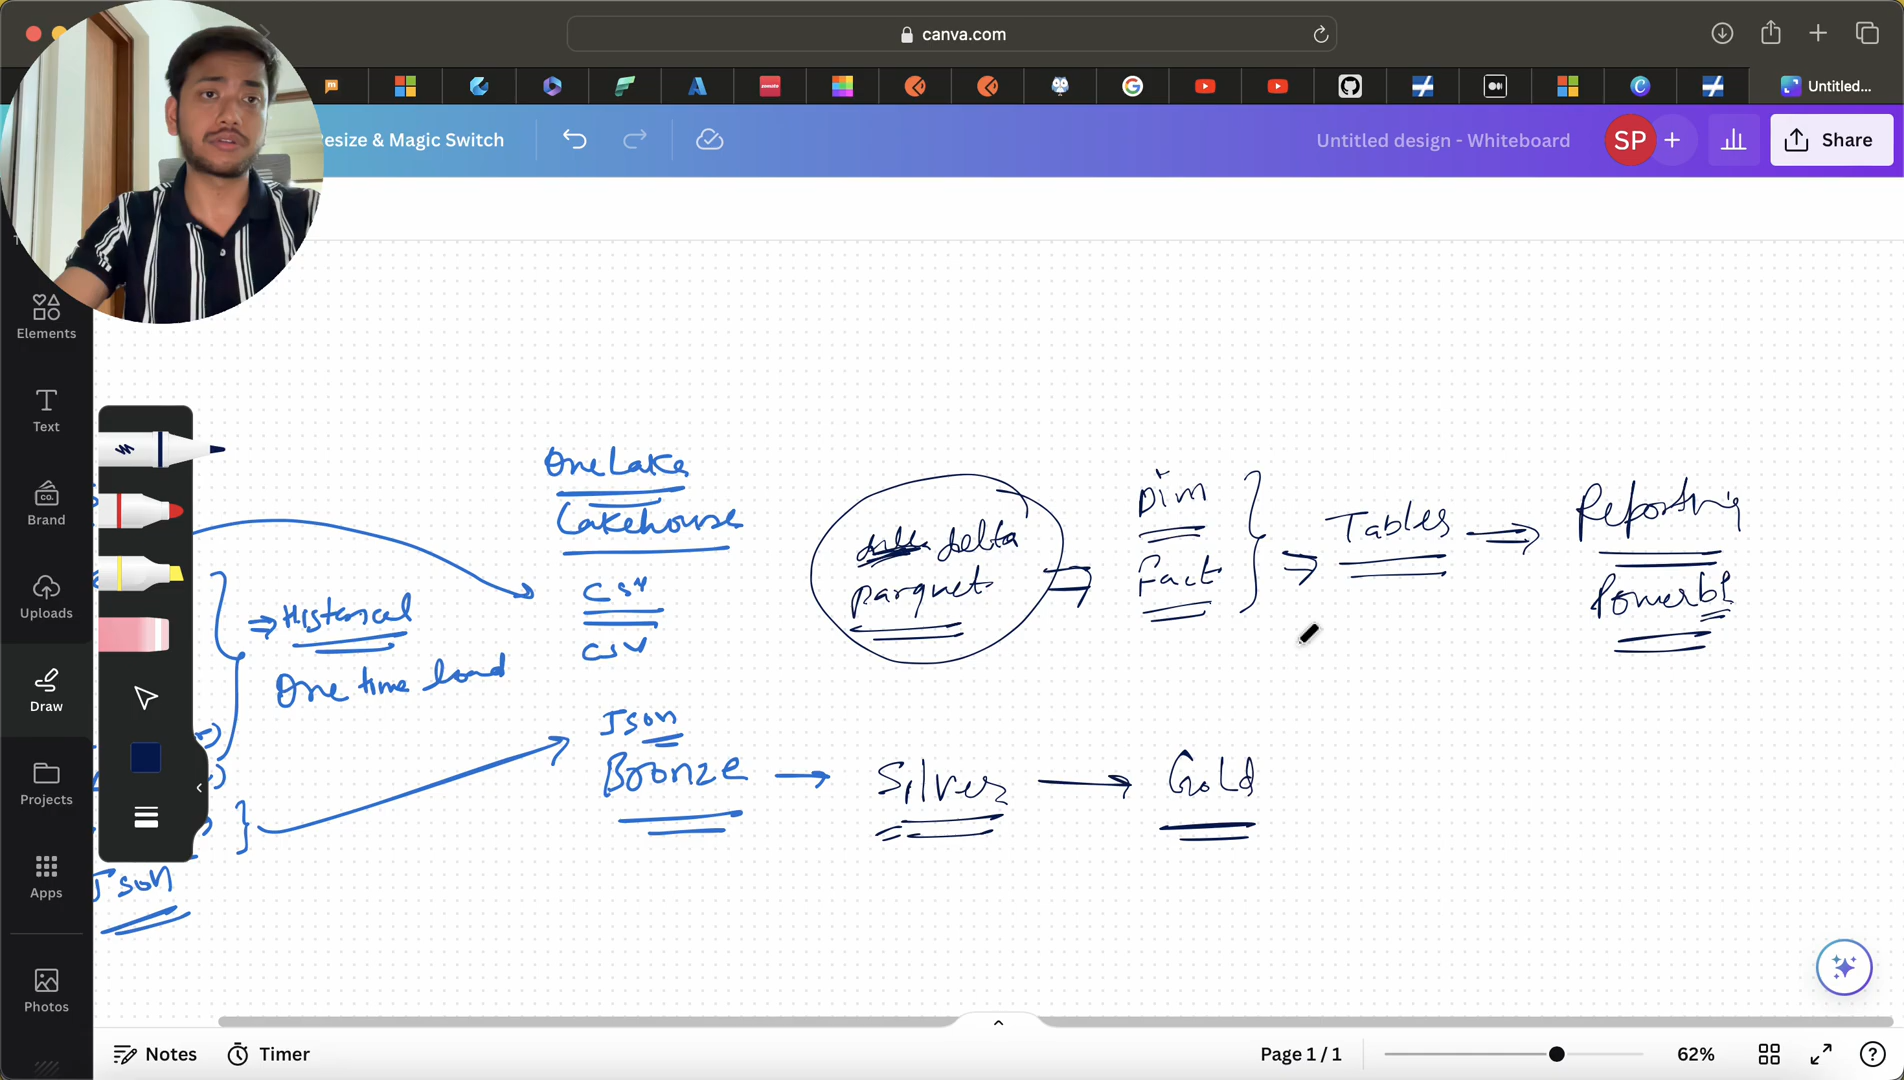 canva.com
Untitled...
esize & Magic Switch
Untitled design - Whiteboard
SP
Share
Elements
Text
CO.
Brand
Uploads
Draw
Projects
Apps
Photos
OneLake
Lakehouse
csv
csv
Historical
One time load
Json
Bronze
Json
delta
parquet
Silver
Dim
Fact
Gold
Tables
Reporting
PowerBI
Notes
Timer
Page 1 / 1
62%